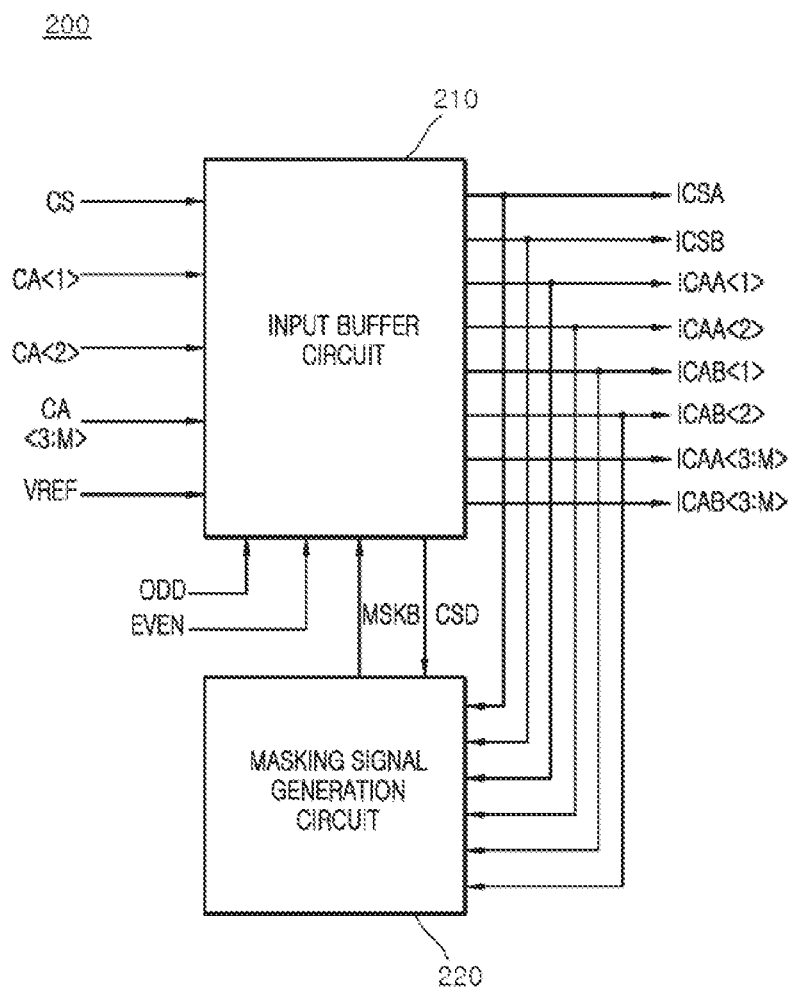 200
210
CS
CA<1>
CA<2>
CA
<3:M>
VREF
INPUT BUFFER
CIRCUIT
ICSA
ICSB
ICAA<1>
ICAA<2>
ICAB<1>
ICAB<2>
ICAA<3:M>
ICAB<3:M>
ODD
EVEN
MSKB
CSD
MASKING SIGNAL
GENERATION
CIRCUIT
220